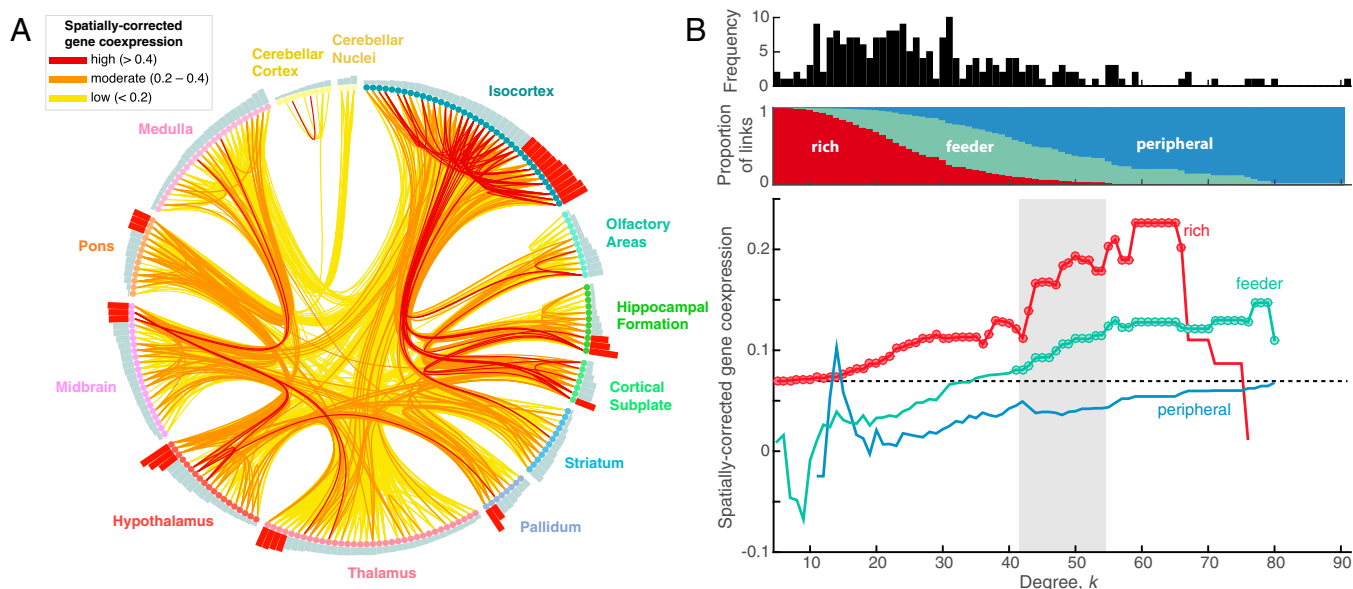 A
Spatially-corrected
gene coexpression
high (> 0.4)
moderate (0.2 – 0.4)
low (< 0.2)
Cerebellar
Cortex
Cerebellar
Nuclei
Isocortex
Olfactory
Areas
Hippocampal
Formation
Cortical
Subplate
Striatum
Pallidum
Thalamus
Hypothalamus
Midbrain
Pons
Medulla
B
Frequency
10
5
0
Proportion
of links
1
0
rich
feeder
peripheral
Spatially-corrected gene coexpression
0.2
0.1
0
-0.1
rich
feeder
peripheral
10 20 30 40 50 60 70 80 90
Degree, k